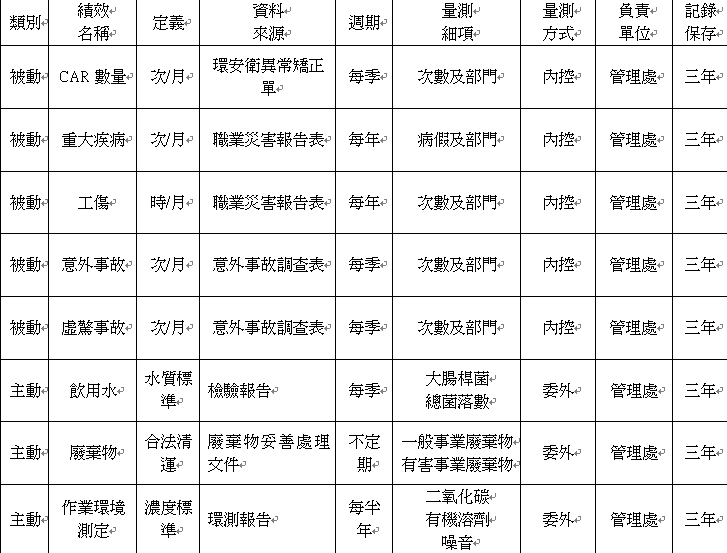 類別 績效名稱 定義 資料來源 週期 量測細項 量測方式 負責單位 記錄保存
被動 CAR 數量 次/月 環安衛異常矯正單 每季 次數及部門 內控 管理處 三年
被動 重大疾病 次/月 職業災害報告表 每年 病假及部門 內控 管理處 三年
被動 工傷 時/月 職業災害報告表 每年 次數及部門 內控 管理處 三年
被動 意外事故 次/月 意外事故調查表 每季 次數及部門 內控 管理處 三年
被動 虛驚事故 次/月 意外事故調查表 每季 次數及部門 內控 管理處 三年
主動 飲用水 水質標準 檢驗報告 每季 大腸桿菌 總菌落數 委外 管理處 三年
主動 廢棄物 合法清運 廢棄物妥善處理文件 不定期 一般事業廢棄物 有害事業廢棄物 委外 管理處 三年
主動 作業環境測定 濃度標準 環測報告 每半年 二氧化碳 有機溶劑 噪音 委外 管理處 三年